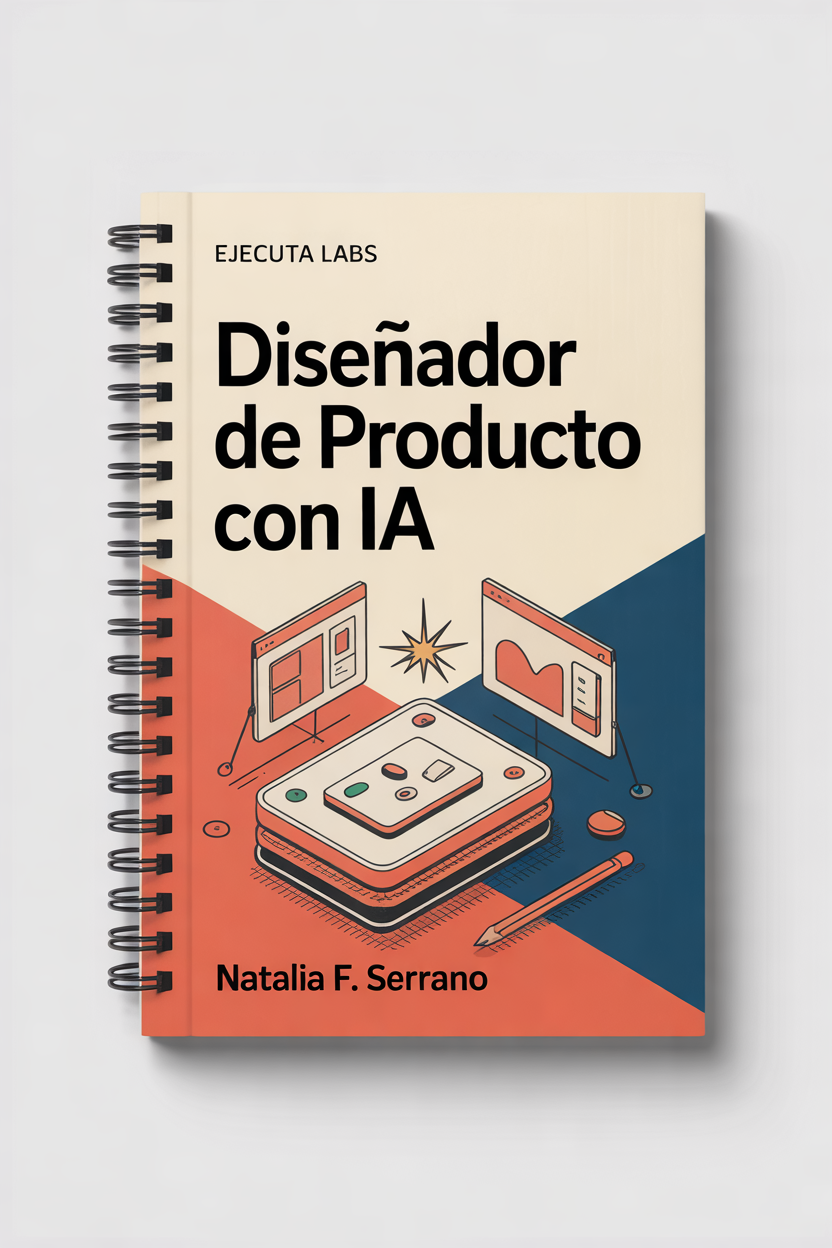 EJECUTA LABS
Diseñador
de Producto
con IA
Natalia F. Serrano